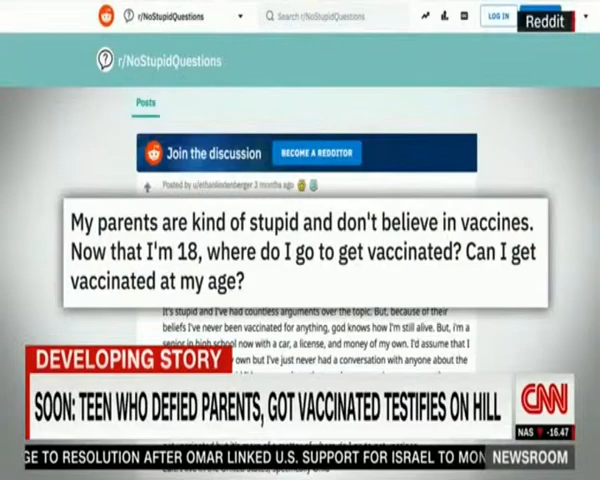 r/NoStupidQuestions
Search r/NoStupidQuestions
LOG IN
Reddit
r/NoStupidQuestions
Posts
Join the discussion
BECOME A REDDITOR
Posted by u/ethanlindenberger 3 months ago
My parents are kind of stupid and don't believe in vaccines.
Now that I'm 18, where do I go to get vaccinated? Can I get
vaccinated at my age?
It's stupid and I've had countless arguments over the topic. But, because of their
beliefs I've never been vaccinated for anything, god knows how I'm still alive. But, I'm a
senior in high school now with a car, a license, and money of my own. I'd assume that I
own but I've just never had a conversation with anyone about the
DEVELOPING STORY
SOON: TEEN WHO DEFIED PARENTS, GOT VACCINATED TESTIFIES ON HILL
CNN
NAS -16.47
GE TO RESOLUTION AFTER OMAR LINKED U.S. SUPPORT FOR ISRAEL TO MON
NEWSROOM